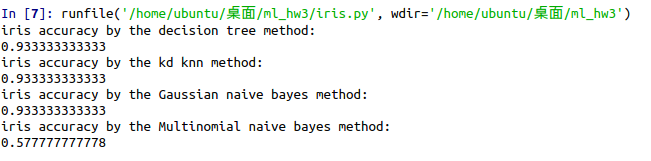 In [7]: runfile('/home/ubuntu/桌面/ml_hw3/iris.py', wdir='/home/ubuntu/桌面/ml_hw3')
iris accuracy by the decision tree method:
0.933333333333
iris accuracy by the kd knn method:
0.933333333333
iris accuracy by the Gaussian naive bayes method:
0.933333333333
iris accuracy by the Multinomial naive bayes method:
0.577777777778